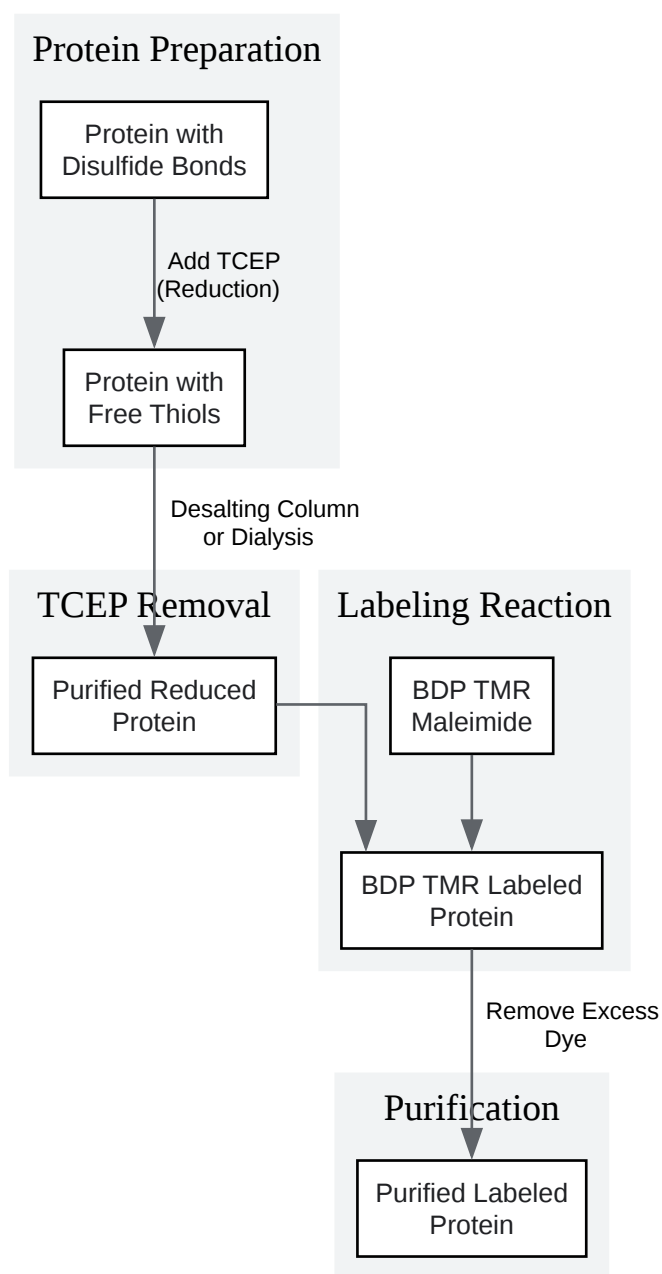 Protein Preparation
Protein with
Disulfide Bonds
Add TCEP
(Reduction)
Protein with
Free Thiols
Desalting Column
or Dialysis
TCEP Removal
Purified Reduced
Protein
Labeling Reaction
BDP TMR
Maleimide
BDP TMR Labeled
Protein
Remove Excess
Dye
Purification
Purified Labeled
Protein